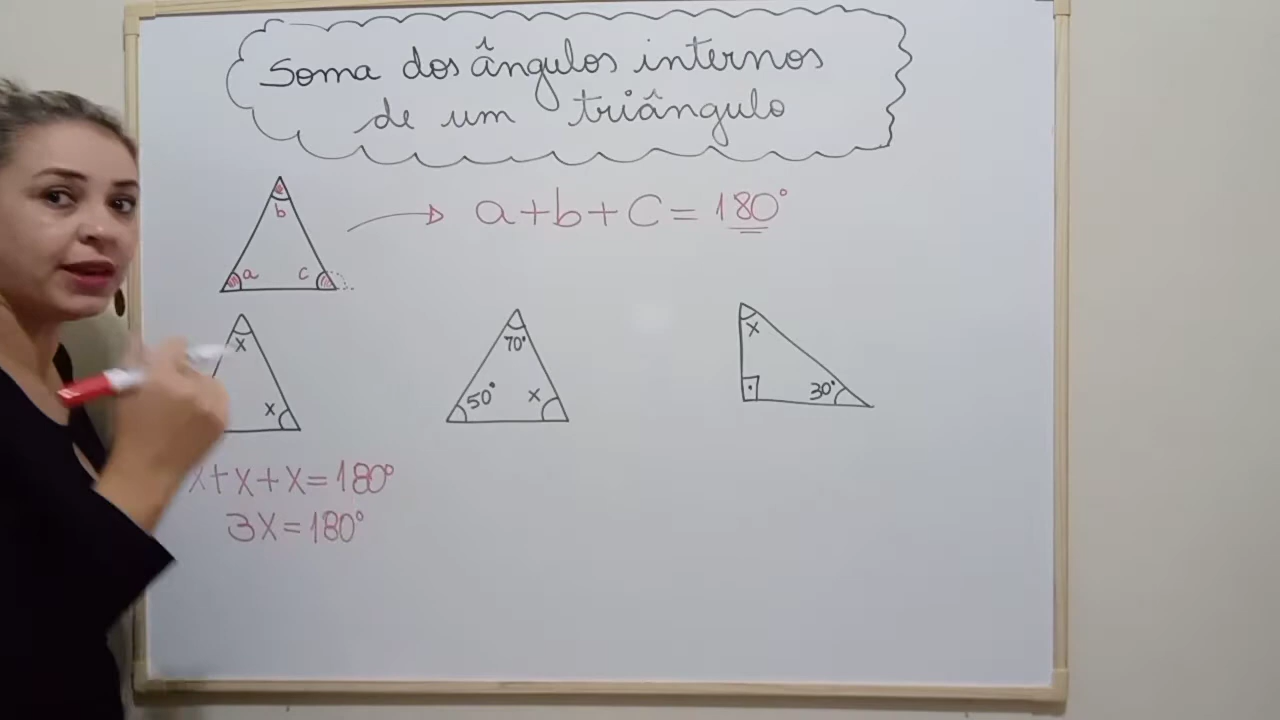 Soma dos ângulos internos
de um triângulo
b
a c
a+b+c=180°
x
x
70°
50° x
x
30°
x+x+x=180°
3x=180°